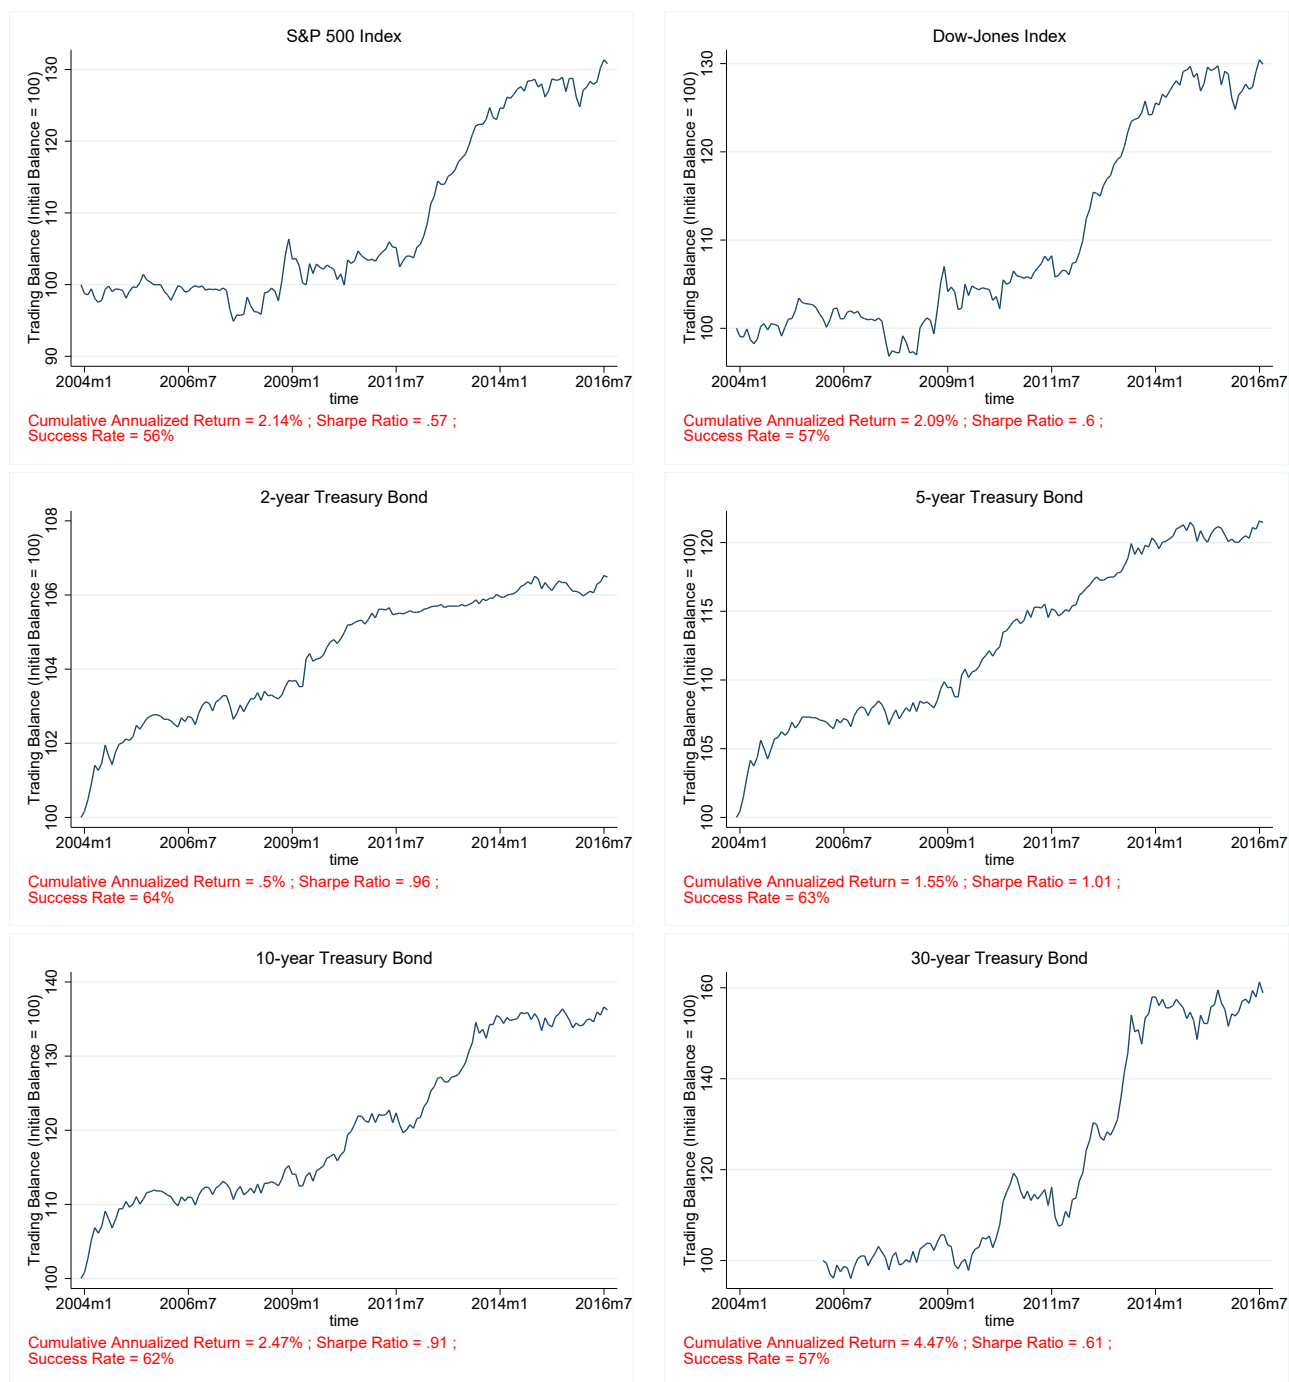 S&P 500 Index
Trading Balance (Initial Balance = 100)
130
120
110
100
90
2004m1 2006m7 2009m1 2011m7 2014m1 2016m7
time
Cumulative Annualized Return = 2.14% ; Sharpe Ratio = .57 ;
Success Rate = 56%
Dow-Jones Index
Trading Balance (Initial Balance = 100)
130
120
110
100
2004m1 2006m7 2009m1 2011m7 2014m1 2016m7
time
Cumulative Annualized Return = 2.09% ; Sharpe Ratio = .6 ;
Success Rate = 57%
2-year Treasury Bond
Trading Balance (Initial Balance = 100)
108
106
104
102
100
2004m1 2006m7 2009m1 2011m7 2014m1 2016m7
time
Cumulative Annualized Return = .5% ; Sharpe Ratio = .96 ;
Success Rate = 64%
5-year Treasury Bond
Trading Balance (Initial Balance = 100)
120
115
110
105
100
2004m1 2006m7 2009m1 2011m7 2014m1 2016m7
time
Cumulative Annualized Return = 1.55% ; Sharpe Ratio = 1.01 ;
Success Rate = 63%
10-year Treasury Bond
Trading Balance (Initial Balance = 100)
140
130
120
110
100
2004m1 2006m7 2009m1 2011m7 2014m1 2016m7
time
Cumulative Annualized Return = 2.47% ; Sharpe Ratio = .91 ;
Success Rate = 62%
30-year Treasury Bond
Trading Balance (Initial Balance = 100)
160
140
120
100
2004m1 2006m7 2009m1 2011m7 2014m1 2016m7
time
Cumulative Annualized Return = 4.47% ; Sharpe Ratio = .61 ;
Success Rate = 57%